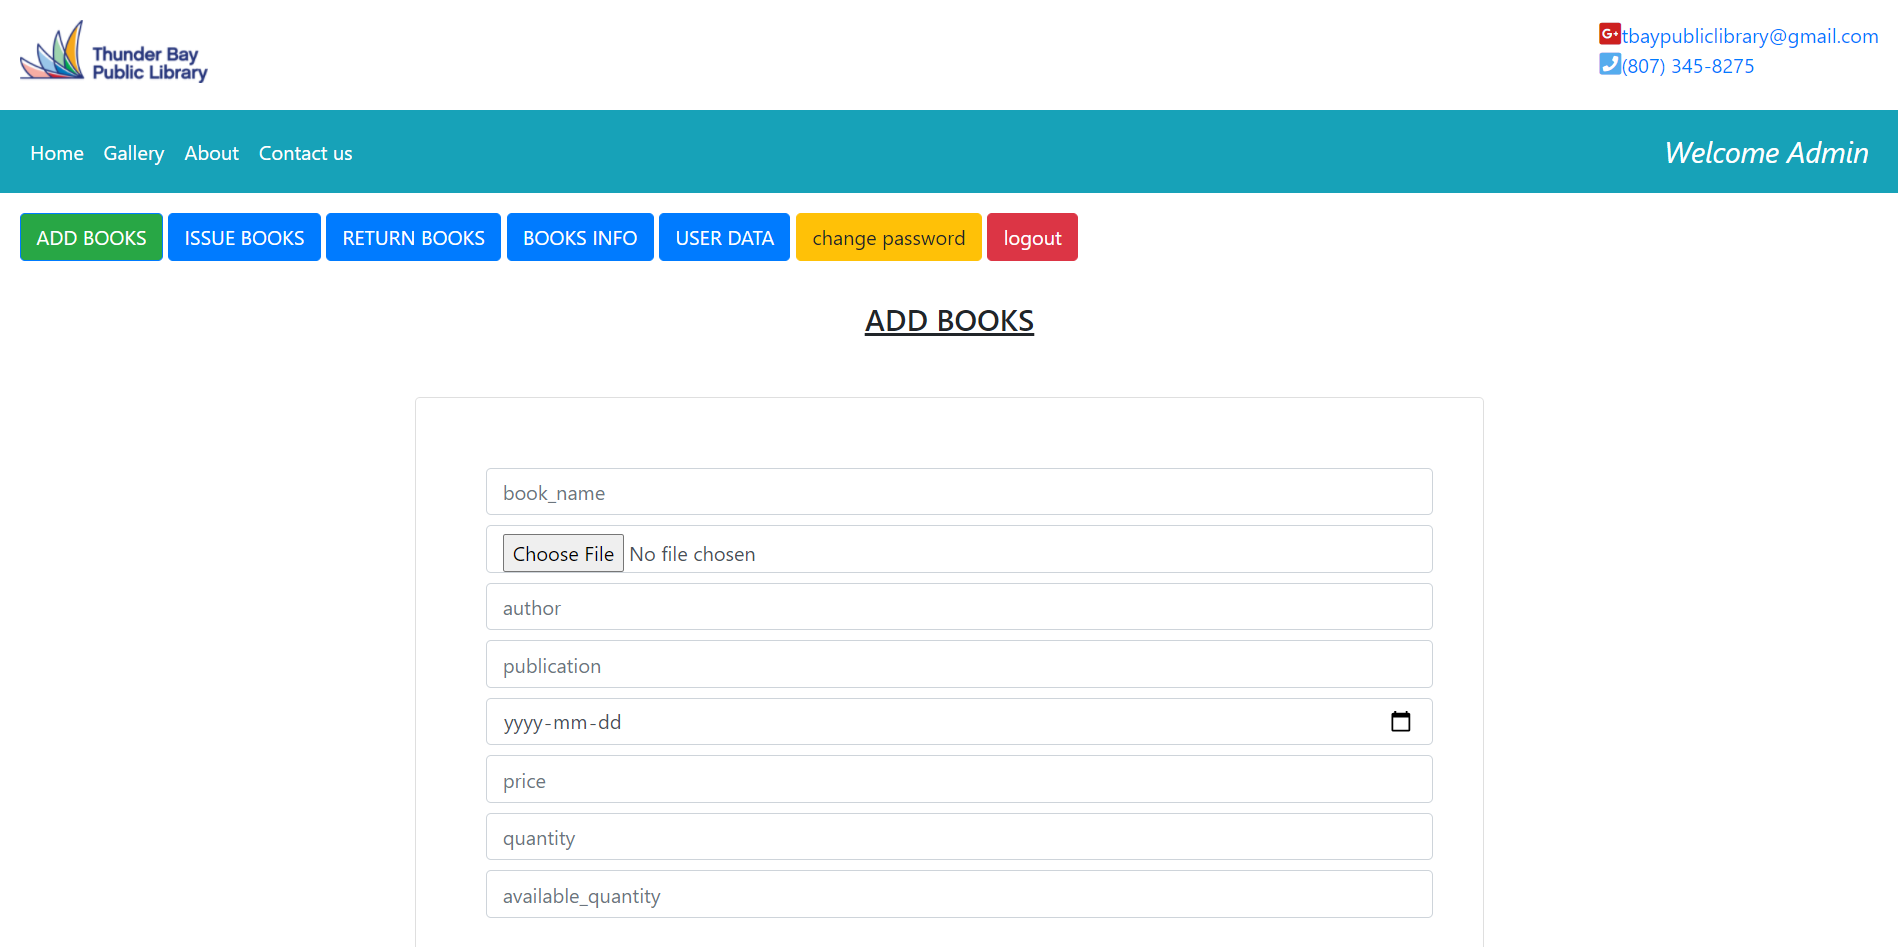 Thunder Bay
Public Library
G+ tbaypubliclibrary@gmail.com
(807) 345-8275
Home Gallery About Contact us Welcome Admin
ADD BOOKS ISSUE BOOKS RETURN BOOKS BOOKS INFO USER DATA change password logout
ADD BOOKS
book_name
Choose File No file chosen
author
publication
yyyy-mm-dd
price
quantity
available_quantity